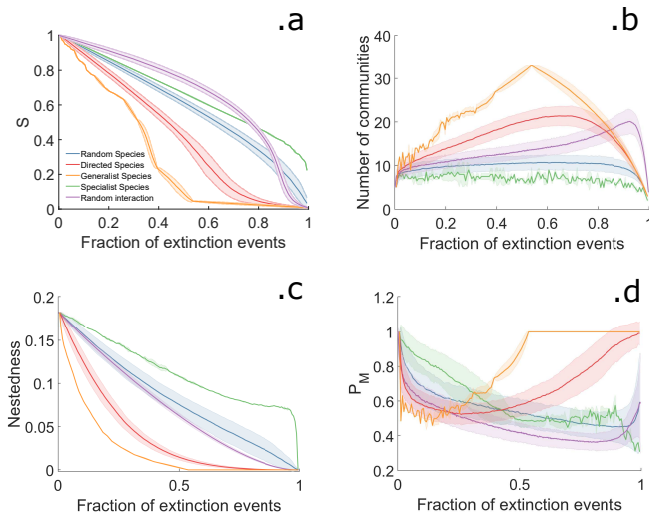 .a
1
0.8
0.6
0.4
0.2
0
S
Random Species
Directed Species
Generalist Species
Specialist Species
Random interaction
0 0.2 0.4 0.6 0.8 1
Fraction of extinction events
.b
40
30
20
10
0
Number of communities
0 0.2 0.4 0.6 0.8 1
Fraction of extinction events
.c
0.2
0.15
0.1
0.05
0
Nestedness
0.5 1
Fraction of extinction events
.d
1.2
1
0.8
0.6
0.4
0.2
P_M
0 0.5 1
Fraction of extinction events